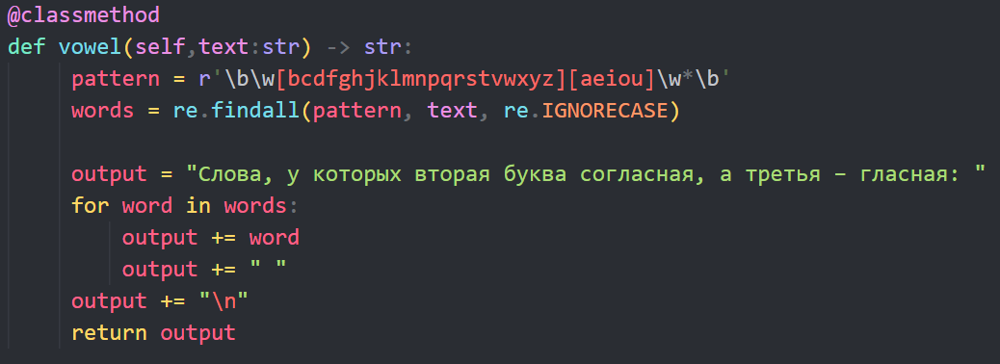 @classmethod
def vowel(self,text:str) -> str:
    pattern = r'\b\w[bcdfghjklmnpqrstvwxyz][aeiou]\w*\b'
    words = re.findall(pattern, text, re.IGNORECASE)

    output = "Слова, у которых вторая буква согласная, а третья – гласная: "
    for word in words:
        output += word
        output += " "
    output += "\n"
    return output